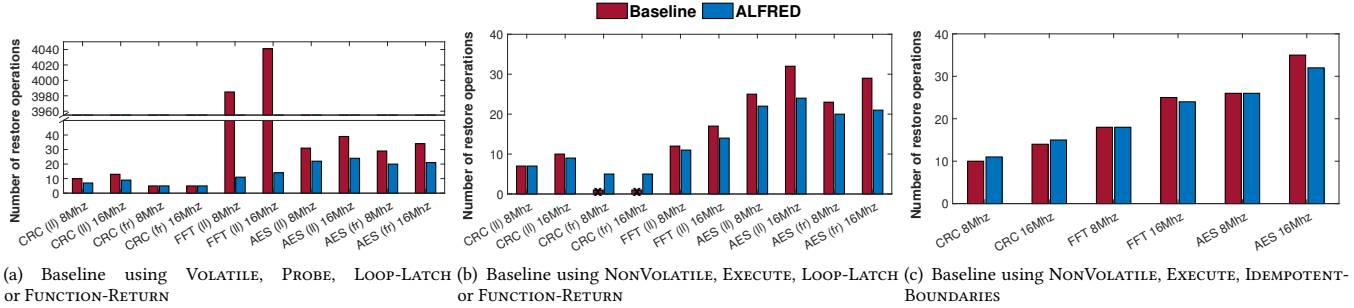 Baseline ALFRED
Number of restore operations
4040
4020
4000
3980
3960
40
30
20
10
0
CRC (ll) 8Mhz
CRC (ll) 16Mhz
CRC (fr) 8Mhz
CRC (fr) 16Mhz
FFT (ll) 8Mhz
FFT (ll) 16Mhz
AES (ll) 8Mhz
AES (ll) 16Mhz
AES (fr) 8Mhz
AES (fr) 16Mhz
(a) Baseline using VOLATILE, PROBE, LOOP-LATCH
or FUNCTION-RETURN
Number of restore operations
40
30
20
10
0
CRC (ll) 8Mhz
CRC (ll) 16Mhz
CRC (fr) 8Mhz
CRC (fr) 16Mhz
FFT (ll) 8Mhz
FFT (ll) 16Mhz
AES (ll) 8Mhz
AES (ll) 16Mhz
AES (fr) 8Mhz
AES (fr) 16Mhz
(b) Baseline using NONVOLATILE, EXECUTE, LOOP-LATCH
or FUNCTION-RETURN
Number of restore operations
40
30
20
10
0
CRC 8Mhz
CRC 16Mhz
FFT 8Mhz
FFT 16Mhz
AES 8Mhz
AES 16Mhz
(c) Baseline using NONVOLATILE, EXECUTE, IDEMPOTENT-
BOUNDARIES